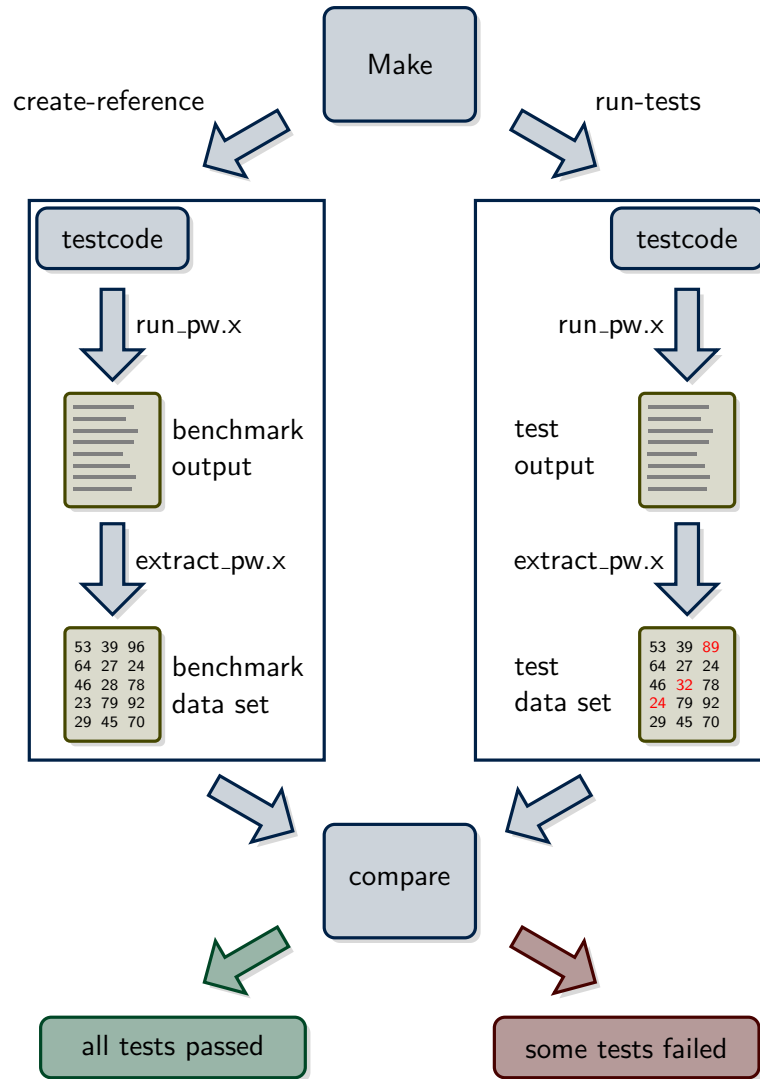 Make
create-reference
run-tests
testcode
testcode
run_pw.x
run_pw.x
benchmark
output
test
output
extract_pw.x
extract_pw.x
53 39 96
64 27 24
46 28 78
23 79 92
29 45 70
benchmark
data set
test
data set
53 39 89
64 27 24
46 32 78
24 79 92
29 45 70
compare
all tests passed
some tests failed